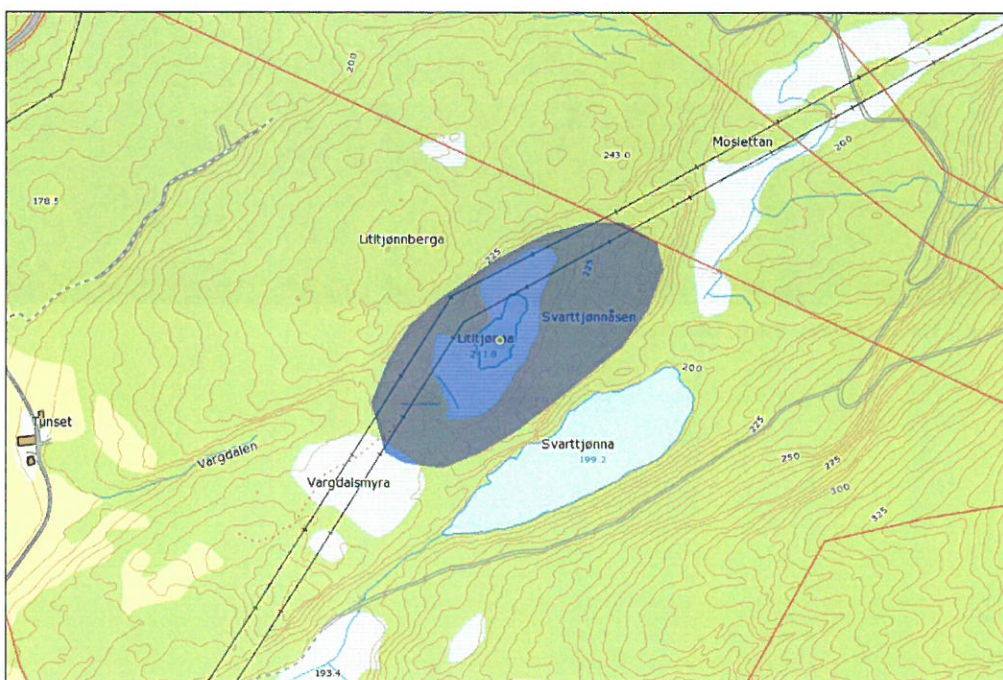 200
Moslettan
200
243.0
178.5
Lititjønnberga
225
225
Svarttjønnåsen
Lititjønna
200
Tunset
Svarttjønna
199.2
225
Vargdalen
Vargdalsmyra
250
275
300
325
193.4